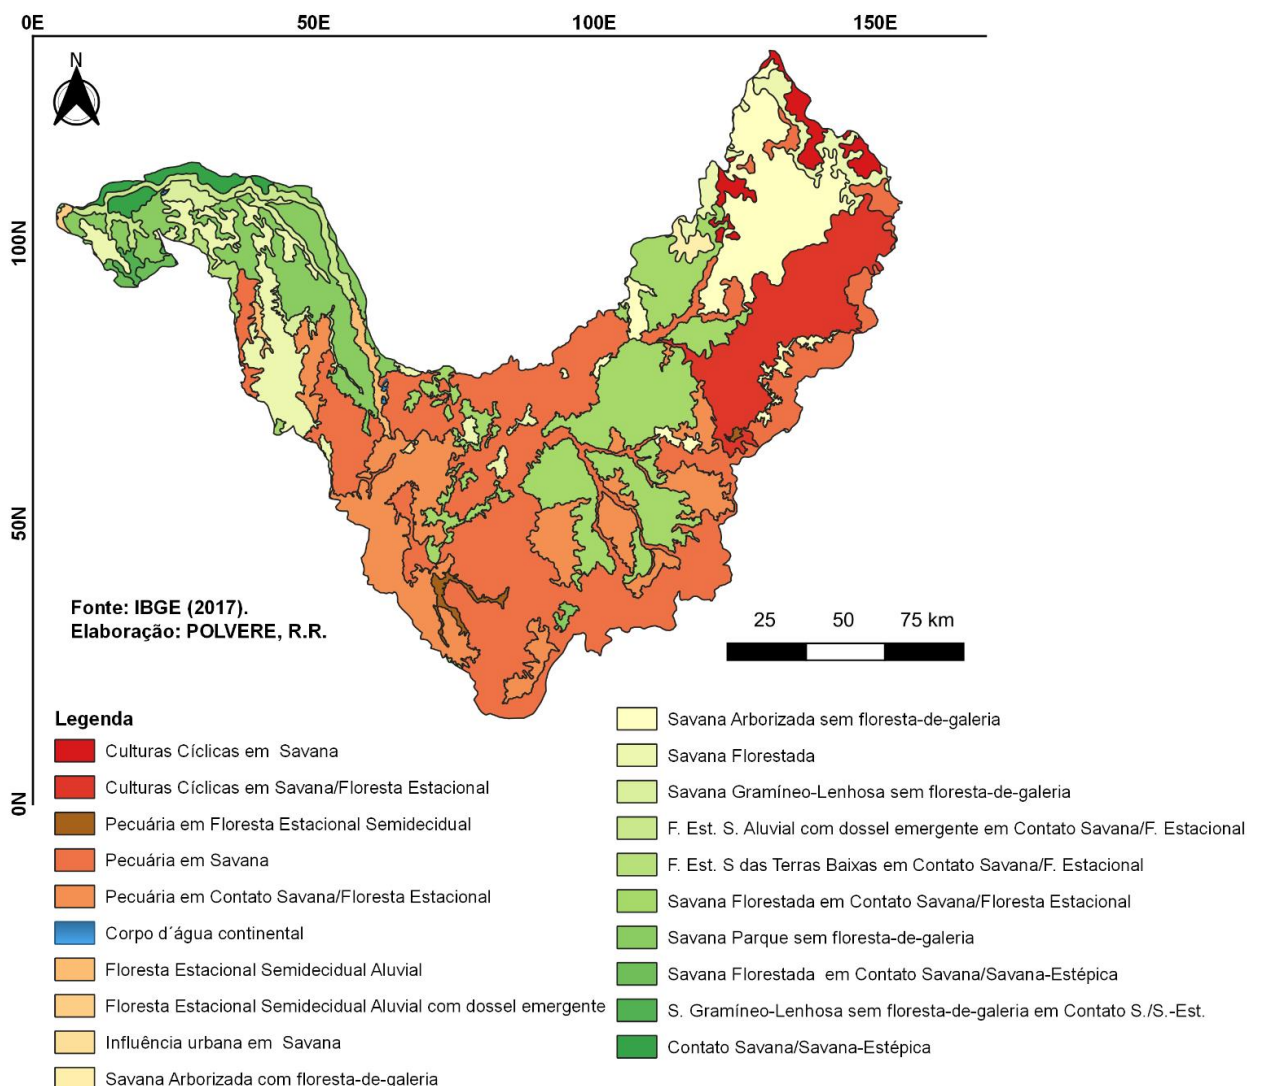 0E 50E 100E 150E
N
100N
50N
0N
Fonte: IBGE (2017).
Elaboração: POLVERE, R.R.
25 50 75 km
Legenda
Culturas Cíclicas em Savana
Culturas Cíclicas em Savana/Floresta Estacional
Pecuária em Floresta Estacional Semidecidual
Pecuária em Savana
Pecuária em Contato Savana/Floresta Estacional
Corpo d´água continental
Floresta Estacional Semidecidual Aluvial
Floresta Estacional Semidecidual Aluvial com dossel emergente
Influência urbana em Savana
Savana Arborizada com floresta-de-galeria
Savana Arborizada sem floresta-de-galeria
Savana Florestada
Savana Gramíneo-Lenhosa sem floresta-de-galeria
F. Est. S. Aluvial com dossel emergente em Contato Savana/F. Estacional
F. Est. S das Terras Baixas em Contato Savana/F. Estacional
Savana Florestada em Contato Savana/Floresta Estacional
Savana Parque sem floresta-de-galeria
Savana Florestada em Contato Savana/Savana-Estépica
S. Gramíneo-Lenhosa sem floresta-de-galeria em Contato S./S.-Est.
Contato Savana/Savana-Estépica